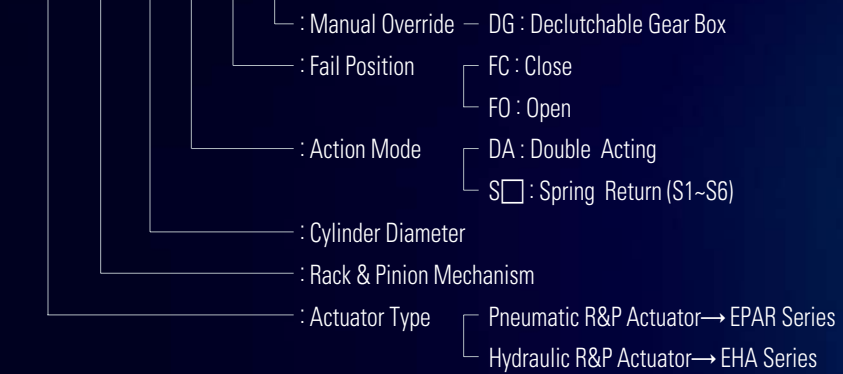 : Manual Override — DG : Declutchable Gear Box
: Fail Position FC : Close
FO : Open
: Action Mode DA : Double Acting
S□ : Spring Return (S1~S6)
: Cylinder Diameter
: Rack & Pinion Mechanism
: Actuator Type Pneumatic R&P Actuator→ EPAR Series
Hydraulic R&P Actuator→ EHA Series